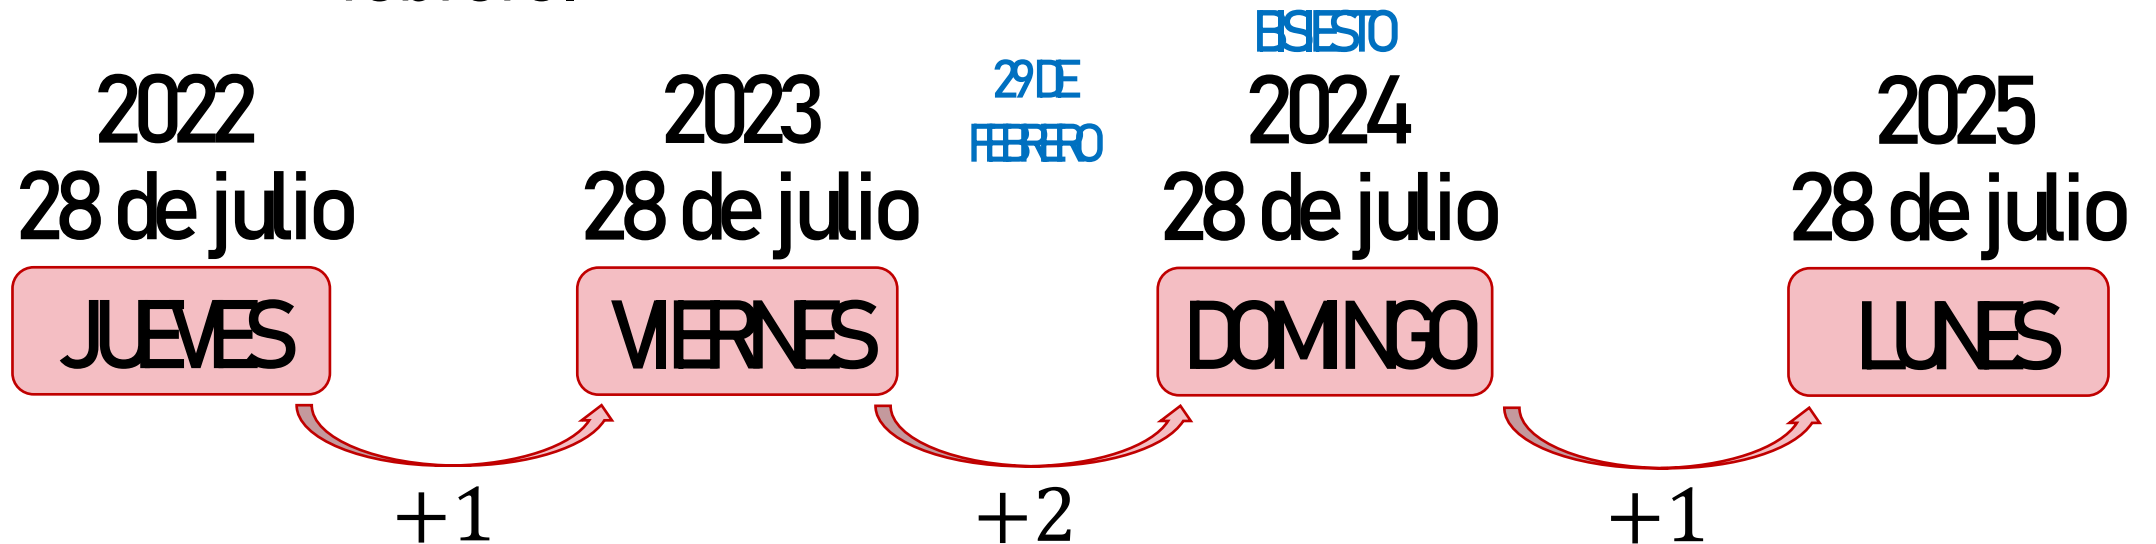 BISIESTO
29 DE
FEBRERO
2022 2023 2024 2025
28 de julio 28 de julio 28 de julio 28 de julio
JUEVES VIERNES DOMINGO LUNES
+1 +2 +1